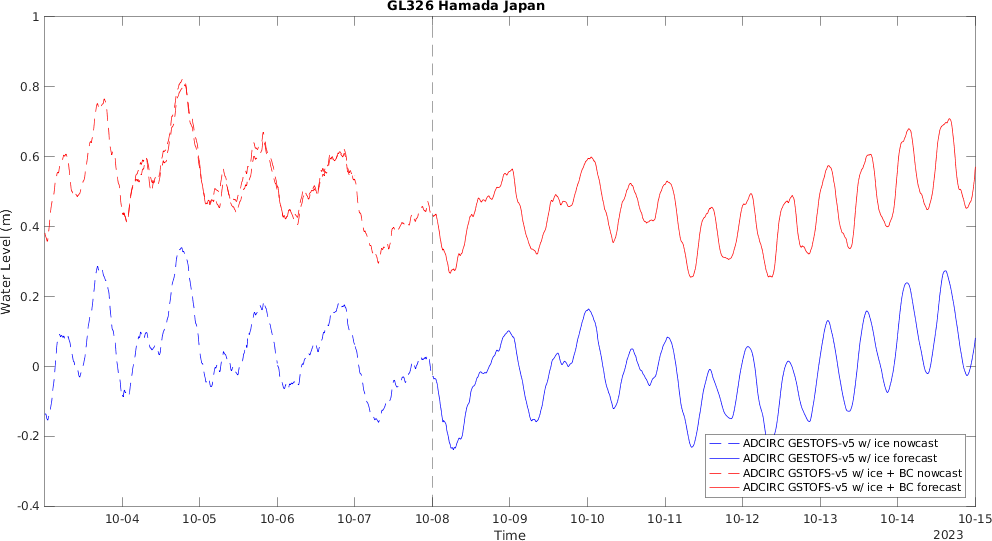 GL326 Hamada Japan
1
0.8
0.6
0.4
0.2
0
-0.2
-0.4
Water Level (m)
ADCIRC GESTOFS-v5 w/ ice nowcast
ADCIRC GESTOFS-v5 w/ ice forecast
ADCIRC GSTOFS-v5 w/ ice + BC nowcast
ADCIRC GSTOFS-v5 w/ ice + BC forecast
10-04 10-05 10-06 10-07 10-08 10-09 10-10 10-11 10-12 10-13 10-14 10-15
Time
2023